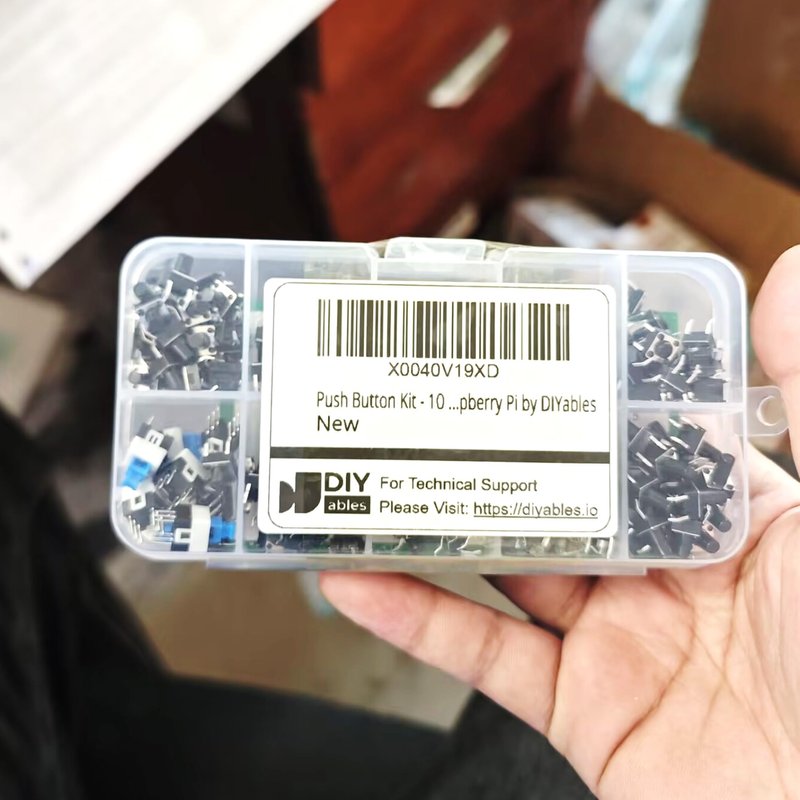 X0040V19XD
Push Button Kit - 10 ...pberry Pi by DIYables
New
DIY
ables
For Technical Support
Please Visit: https://diyables.io